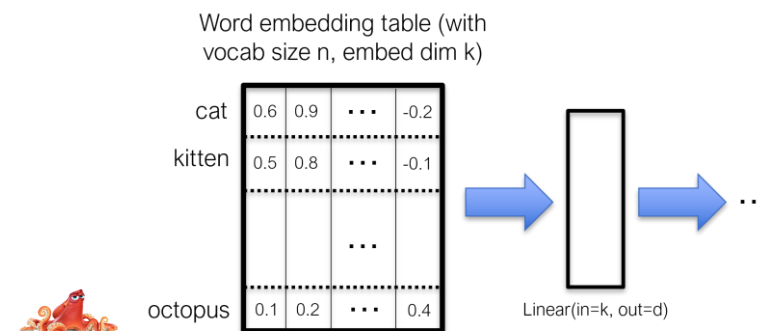 Word embedding table (with
vocab size n, embed dim k)
cat 0.6 0.9 ... -0.2
kitten 0.5 0.8 ... -0.1
...
octopus 0.1 0.2 ... 0.4
Linear(in=k, out=d)
..